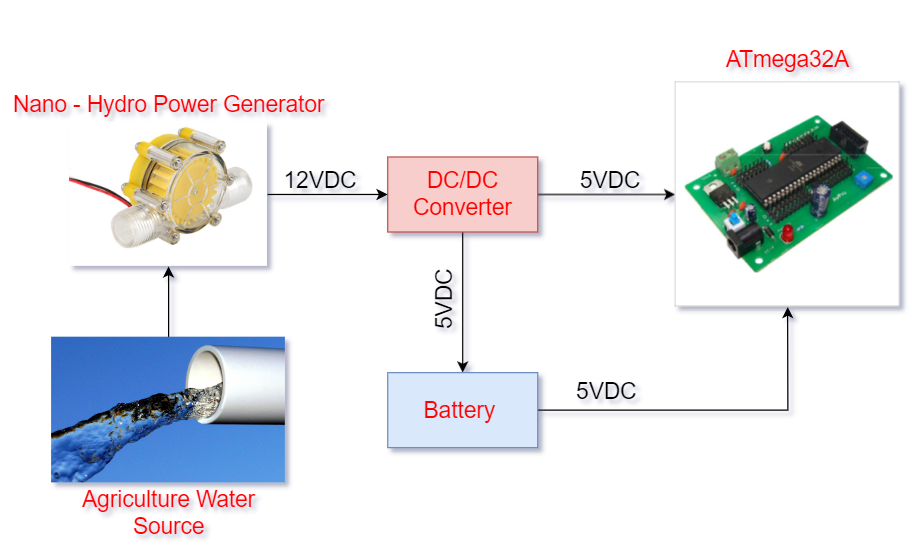 ATmega32A
Nano - Hydro Power Generator
12VDC
DC/DC
Converter
5VDC
5VDC
Battery
5VDC
Agriculture Water
Source